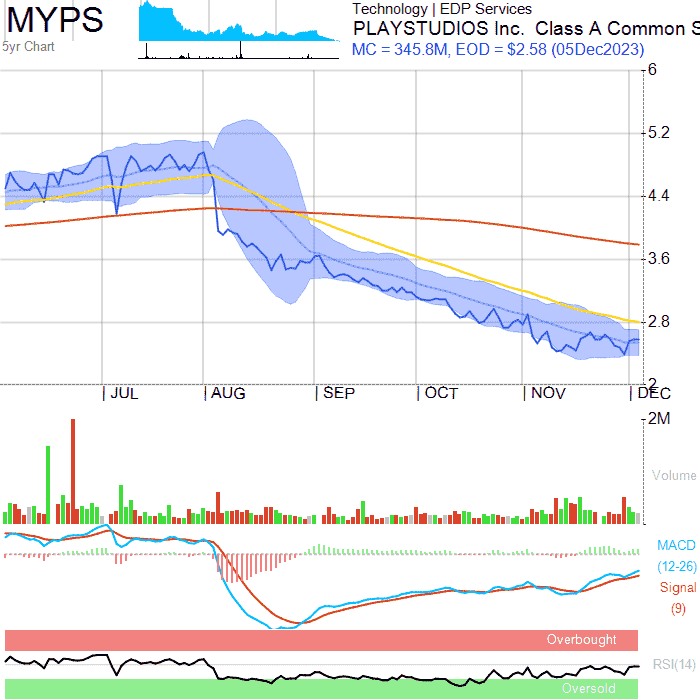 MYPS
5yr Chart
Technology | EDP Services
PLAYSTUDIOS Inc. Class A Common S
MC = 345.8M, EOD = $2.58 (05Dec2023)
6
5.2
4.4
3.6
2.8
2
JUL AUG SEP OCT NOV DEC
2M
Volume
MACD
(12-26)
Signal
(9)
Overbought
RSI(14)
Oversold